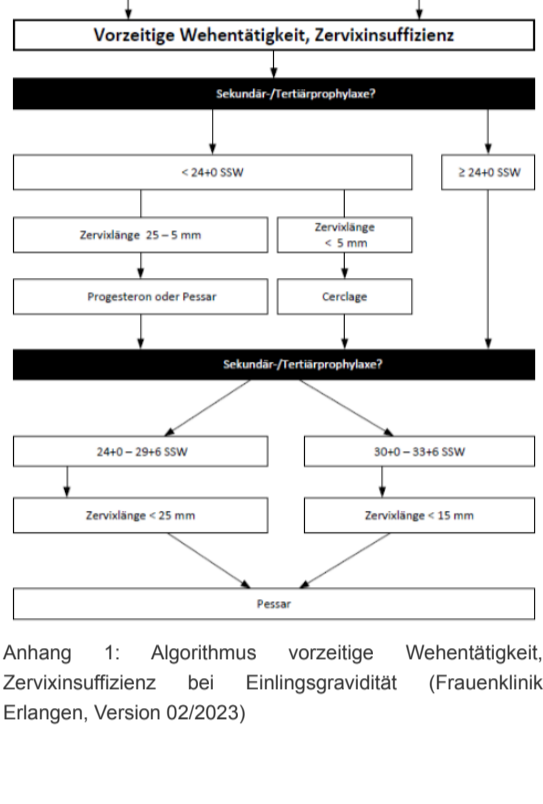 Vorzeitige Wehentätigkeit, Zervixinsuffizienz
Sekundär-/Tertiärprophylaxe?
< 24+0 SSW
≥ 24+0 SSW
Zervixlänge 25 – 5 mm
Zervixlänge
< 5 mm
Progesteron oder Pessar
Cerclage
Sekundär-/Tertiärprophylaxe?
24+0 – 29+6 SSW
30+0 – 33+6 SSW
Zervixlänge < 25 mm
Zervixlänge < 15 mm
Pessar
Anhang 1: Algorithmus vorzeitige Wehentätigkeit,
Zervixinsuffizienz bei Einlingsgravidität (Frauenklinik
Erlangen, Version 02/2023)